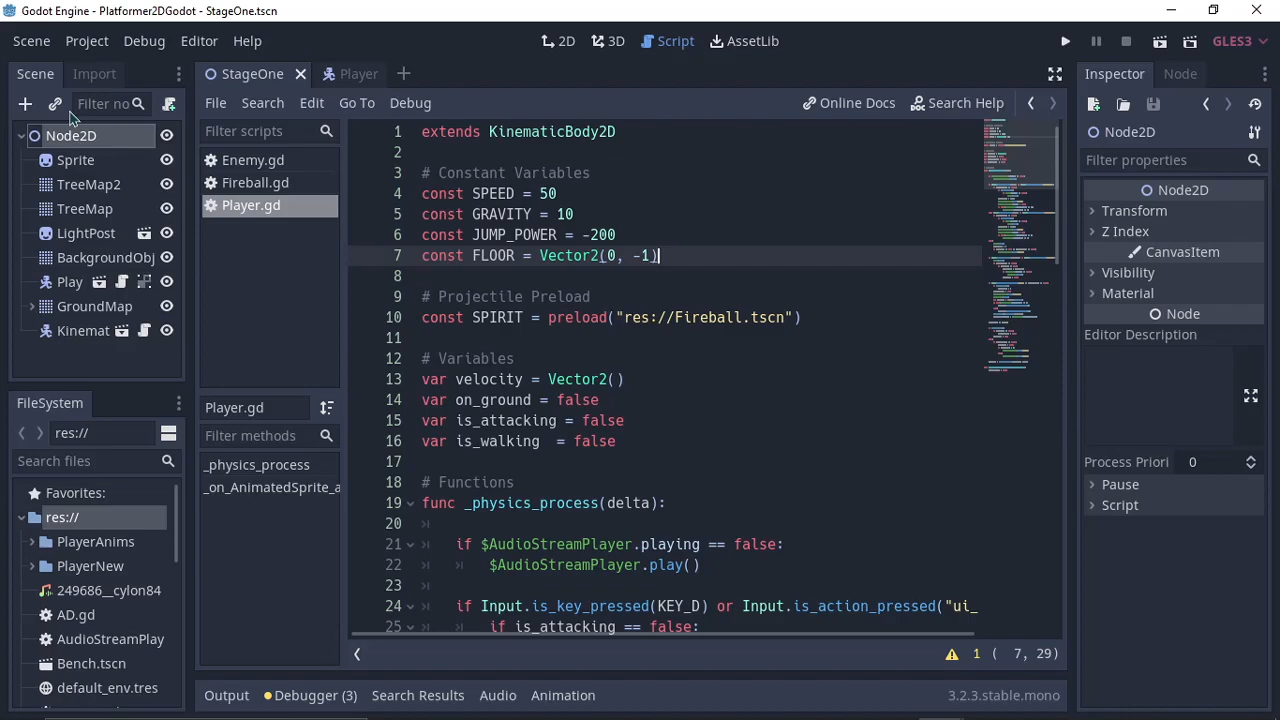 Godot Engine - Platformer2DGodot - StageOne.tscn
Scene Project Debug Editor Help
2D 3D Script AssetLib
GLES3
Scene Import
Filter no
Node2D
Sprite
TreeMap2
TreeMap
LightPost
BackgroundObj
Play
GroundMap
Kinemat
FileSystem
res://
Search files
Favorites:
res://
PlayerAnims
PlayerNew
249686__cylon84
AD.gd
AudioStreamPlay
Bench.tscn
default_env.tres
StageOne Player
File Search Edit Go To Debug
Online Docs Search Help
Filter scripts
Enemy.gd
Fireball.gd
Player.gd
Player.gd
Filter methods
_physics_process
_on_AnimatedSprite_a
1 extends KinematicBody2D
2
3 # Constant Variables
4 const SPEED = 50
5 const GRAVITY = 10
6 const JUMP_POWER = -200
7 const FLOOR = Vector2(0, -1)
8
9 # Projectile Preload
10 const SPIRIT = preload("res://Fireball.tscn")
11
12 # Variables
13 var velocity = Vector2()
14 var on_ground = false
15 var is_attacking = false
16 var is_walking  = false
17
18 # Functions
19 func _physics_process(delta):
20
21 if $AudioStreamPlayer.playing == false:
22 $AudioStreamPlayer.play()
23
24 if Input.is_key_pressed(KEY_D) or Input.is_action_pressed("ui_
25 if is_attacking == false:
1 ( 7, 29)
Output Debugger (3) Search Results Audio Animation
3.2.3.stable.mono
Inspector Node
Node2D
Filter properties
Node2D
Transform
Z Index
CanvasItem
Visibility
Material
Node
Editor Description
Process Priori 0
Pause
Script